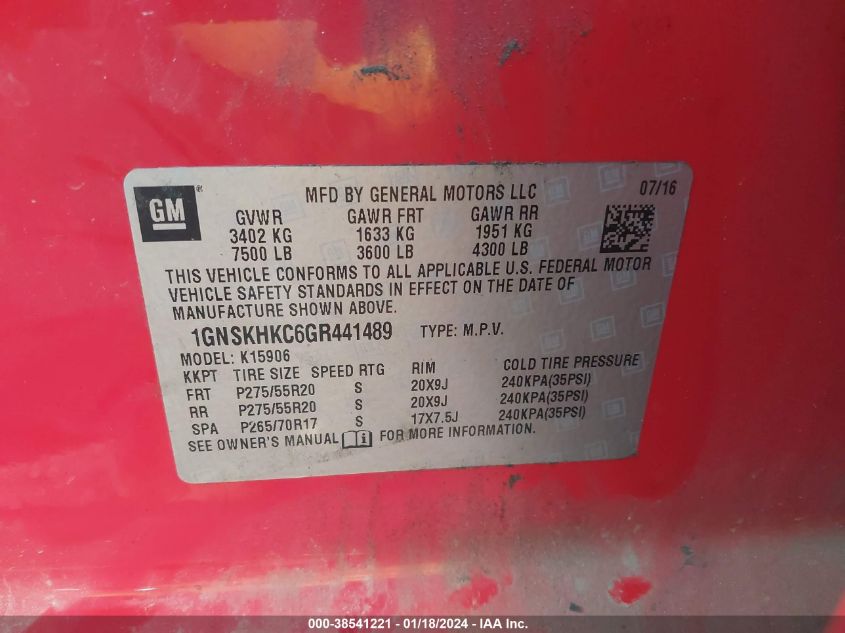 GM® MFD BY GENERAL MOTORS LLC 07/16
GVWR GAWR FRT GAWR RR
3402 KG 1633 KG 1951 KG
7500 LB 3600 LB 4300 LB
THIS VEHICLE CONFORMS TO ALL APPLICABLE U.S. FEDERAL MOTOR
VEHICLE SAFETY STANDARDS IN EFFECT ON THE DATE OF
MANUFACTURE SHOWN ABOVE.
1GNSKHKC6GR441489 TYPE: M.P.V.
MODEL: K15906
KKPT TIRE SIZE SPEED RTG RIM COLD TIRE PRESSURE
FRT P275/55R20 S 20X9J 240KPA(35PSI)
RR P275/55R20 S 20X9J 240KPA(35PSI)
SPA P265/70R17 S 17X7.5J 240KPA(35PSI)
SEE OWNER'S MANUAL FOR MORE INFORMATION.
000-38541221 - 01/18/2024 - IAA Inc.